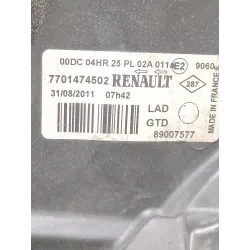 00DC 04HR 25 PL 02A 011 E2 9060
7701474502 RENAULT 287
31/08/2011 07h42 LAD
GTD
89007577
MADE IN FRANCE